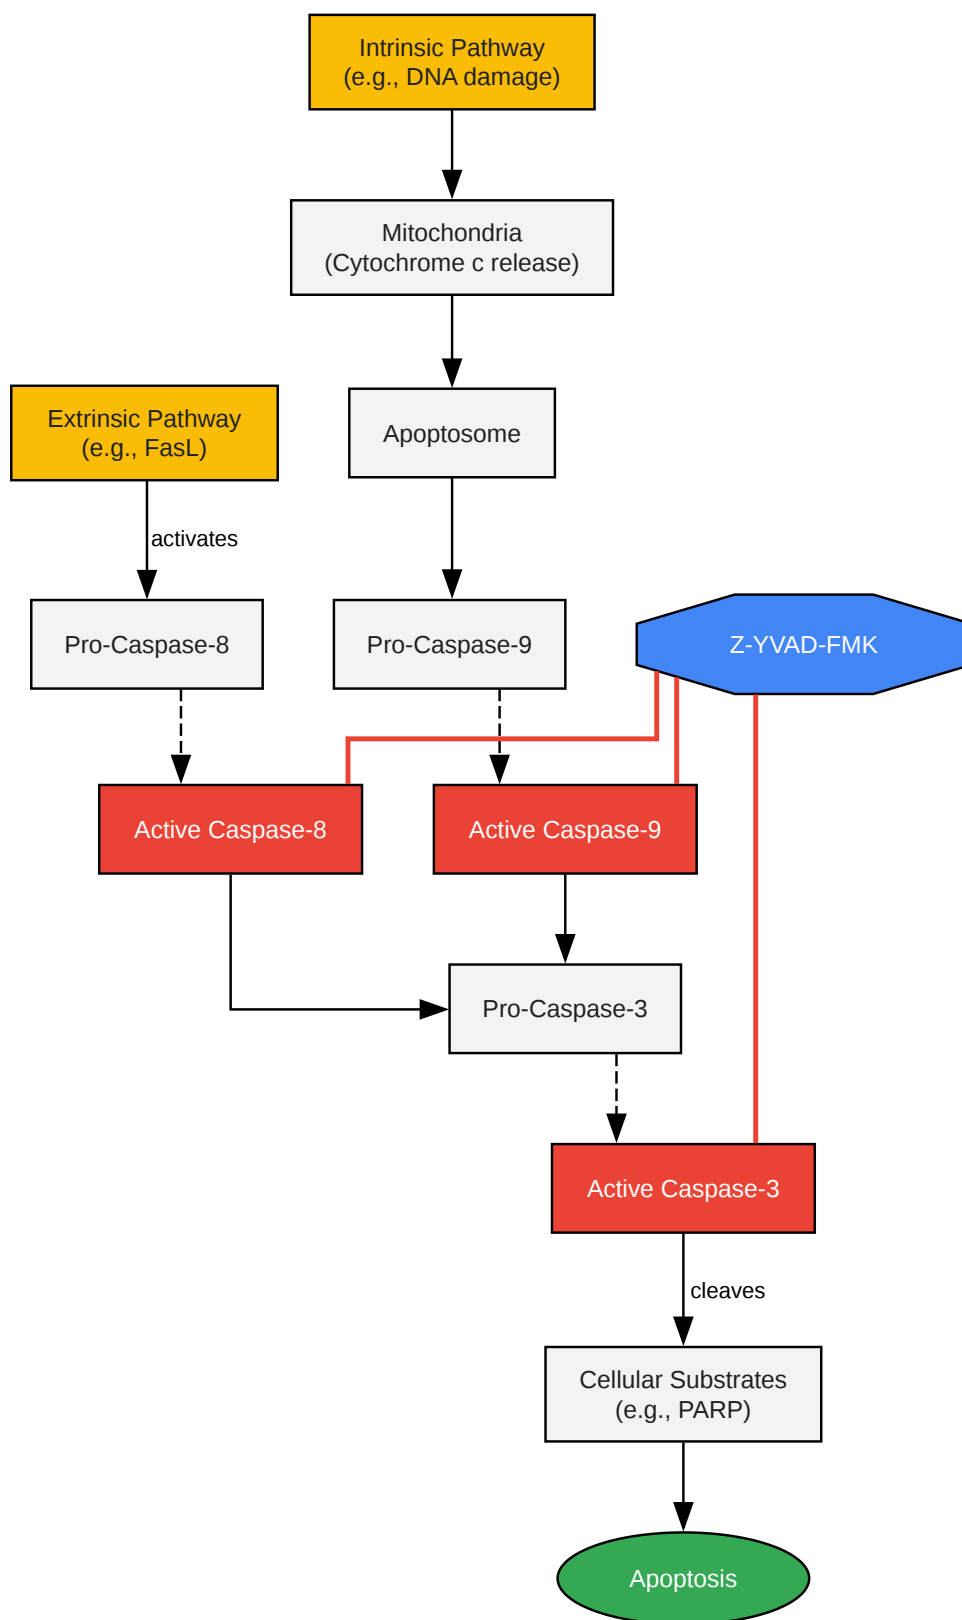 Intrinsic Pathway
(e.g., DNA damage)
Mitochondria
(Cytochrome c release)
Extrinsic Pathway
(e.g., FasL)
Apoptosome
activates
Pro-Caspase-8
Pro-Caspase-9
Z-YVAD-FMK
Active Caspase-8
Active Caspase-9
Pro-Caspase-3
Active Caspase-3
cleaves
Cellular Substrates
(e.g., PARP)
Apoptosis